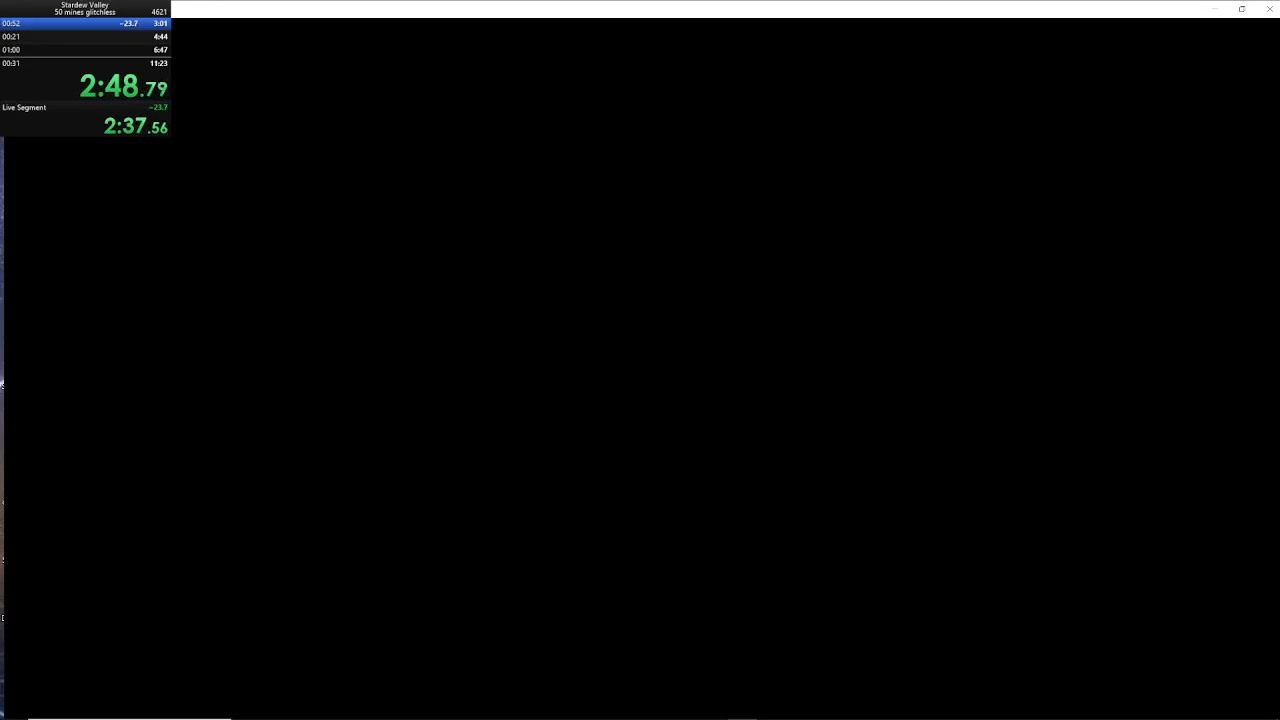 Stardew Valley
50 mines glitchless 4621
00:52 −23.7 3:01
00:21 4:44
01:00 6:47
00:31 11:23
2:48.79
Live Segment −23.7
2:37.56